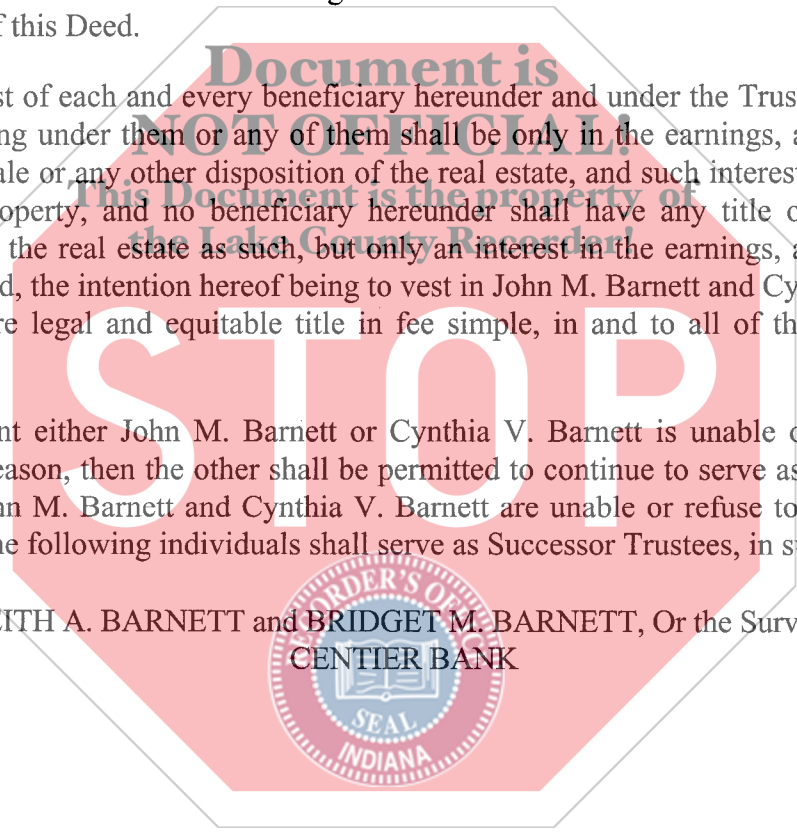 f this Deed.
Document is
st of each and every beneficiary hereunder and under the Trus
NOT OFFICIAL!
ng under them or any of them shall be only in the earnings, a
ale or any other disposition of the real estate, and such interest
This Document is the property of
operty, and no beneficiary hereunder shall have any title o
the Lake County Recorder!
the real estate as such, but only an interest in the earnings, a
d, the intention hereof being to vest in John M. Barnett and Cy
re legal and equitable title in fee simple, in and to all of th
STOP
nt either John M. Barnett or Cynthia V. Barnett is unable o
eason, then the other shall be permitted to continue to serve as
hn M. Barnett and Cynthia V. Barnett are unable or refuse to
he following individuals shall serve as Successor Trustees, in s
RECORDER'S OFFICE
EITH A. BARNETT and BRIDGET M. BARNETT, Or the Surv
CENTIER BANK
SEAL
INDIANA